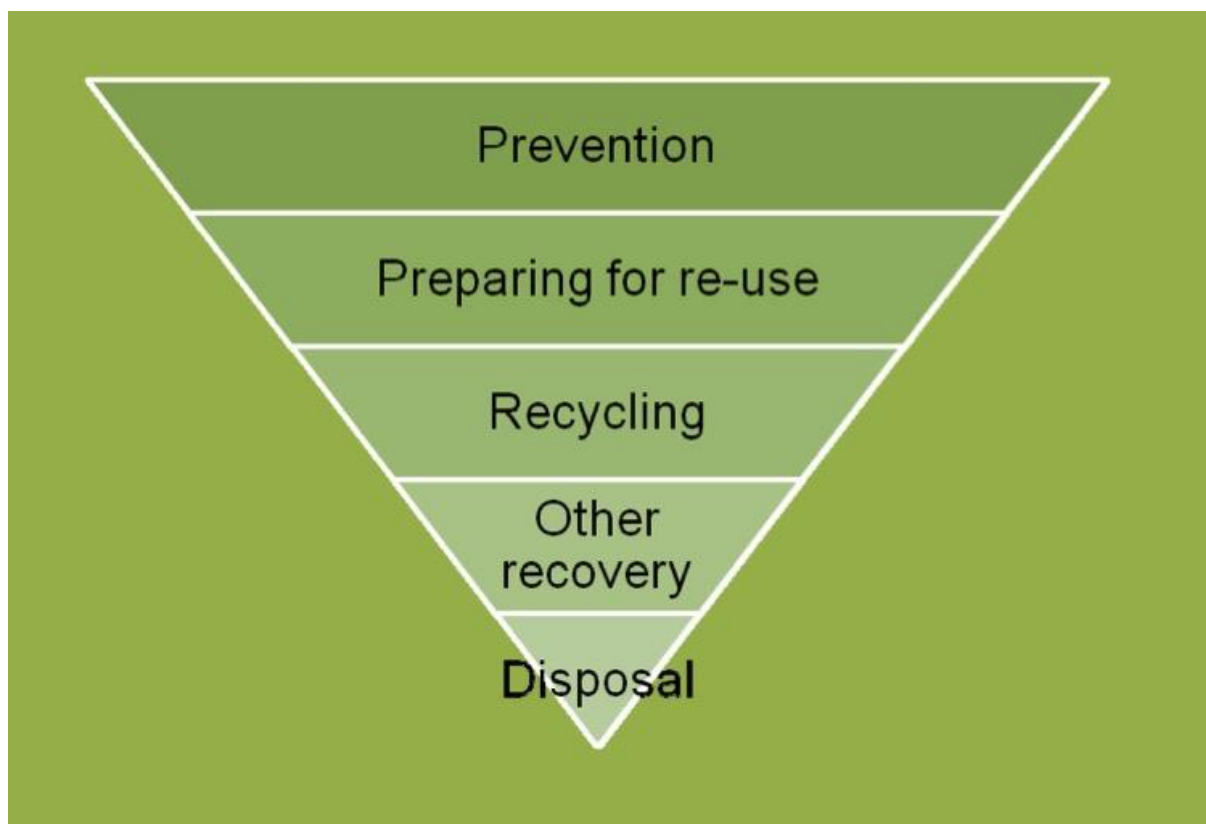 Prevention
Preparing for re-use
Recycling
Other
recovery
Disposal